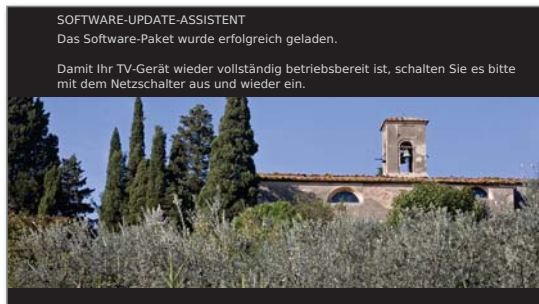 SOFTWARE-UPDATE-ASSISTENT
Das Software-Paket wurde erfolgreich geladen.
Damit Ihr TV-Gerät wieder vollständig betriebsbereit ist, schalten Sie es bitte
mit dem Netzschalter aus und wieder ein.